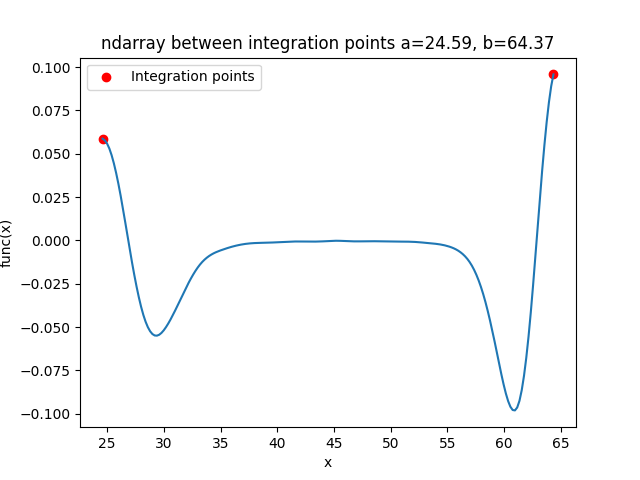 ndarray between integration points a=24.59, b=64.37
Integration points
0.100
0.075
0.050
0.025
0.000
−0.025
−0.050
−0.075
−0.100
func(x)
25 30 35 40 45 50 55 60 65
x